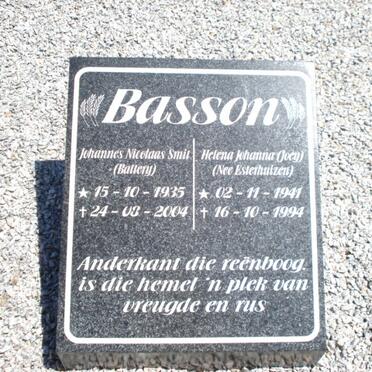 Basson
Johannes Nicolaas Smit
(Battery)
★ 15 - 10 - 1935
✝ 24 - 08 - 2004
Helena Johanna (Joey)
(Nee Estethuizen)
★ 02 - 11 - 1941
✝ 16 - 10 - 1994
Anderkant die reënboog
is die hemel 'n plek van
vreugde en rus